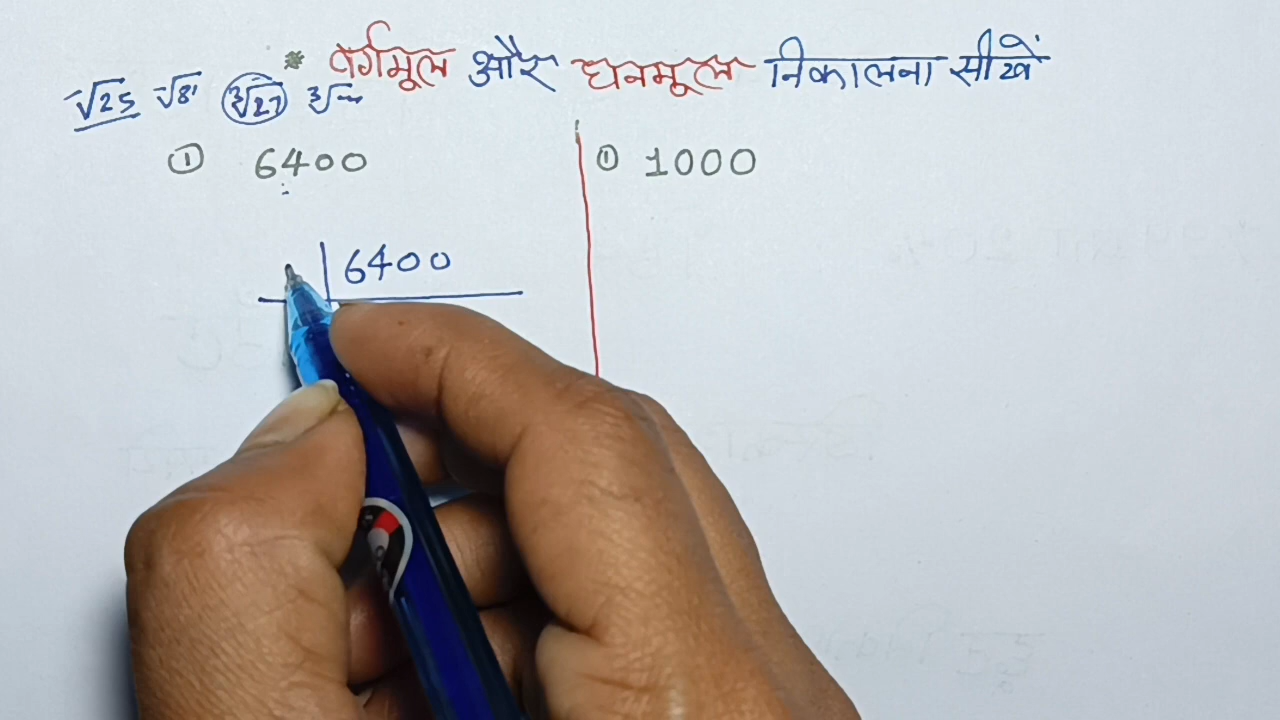 * वर्गमूल और घनमूल निकालना सीखें
√25 √81 ∛27 ∛
① 6400 ① 1000
6400